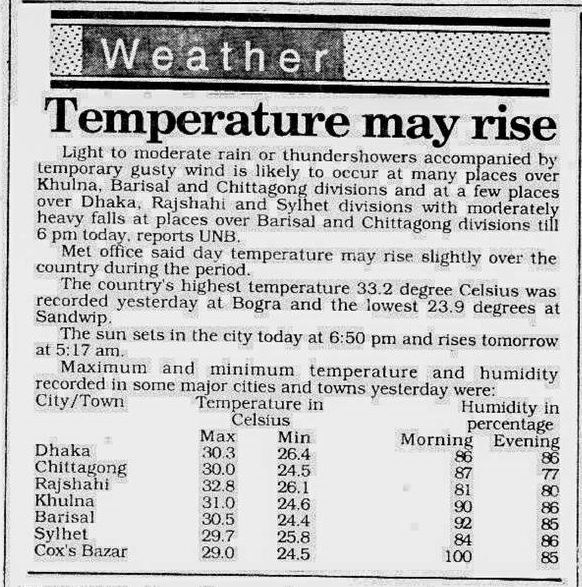 Weather
Temperature may rise
Light to moderate rain or thundershowers accompanied by
temporary gusty wind is likely to occur at many places over
Khulna, Barisal and Chittagong divisions and at a few places
over Dhaka, Rajshahi and Sylhet divisions with moderately
heavy falls at places over Barisal and Chittagong divisions till
6 pm today, reports UNB.
Met office said day temperature may rise slightly over the
country during the period.
The country's highest temperature 33.2 degree Celsius was
recorded yesterday at Bogra and the lowest 23.9 degrees at
Sandwip.
The sun sets in the city today at 6:50 pm and rises tomorrow
at 5:17 am.
Maximum and minimum temperature and humidity
recorded in some major cities and towns yesterday were:
City/Town Temperature in Humidity in
Celsius percentage
Max Min Morning Evening
Dhaka 30.3 26.4 86 86
Chittagong 30.0 24.5 87 77
Rajshahi 32.8 26.1 81 80
Khulna 31.0 24.6 90 86
Barisal 30.5 24.4 92 85
Sylhet 29.7 25.8 84 86
Cox's Bazar 29.0 24.5 100 85